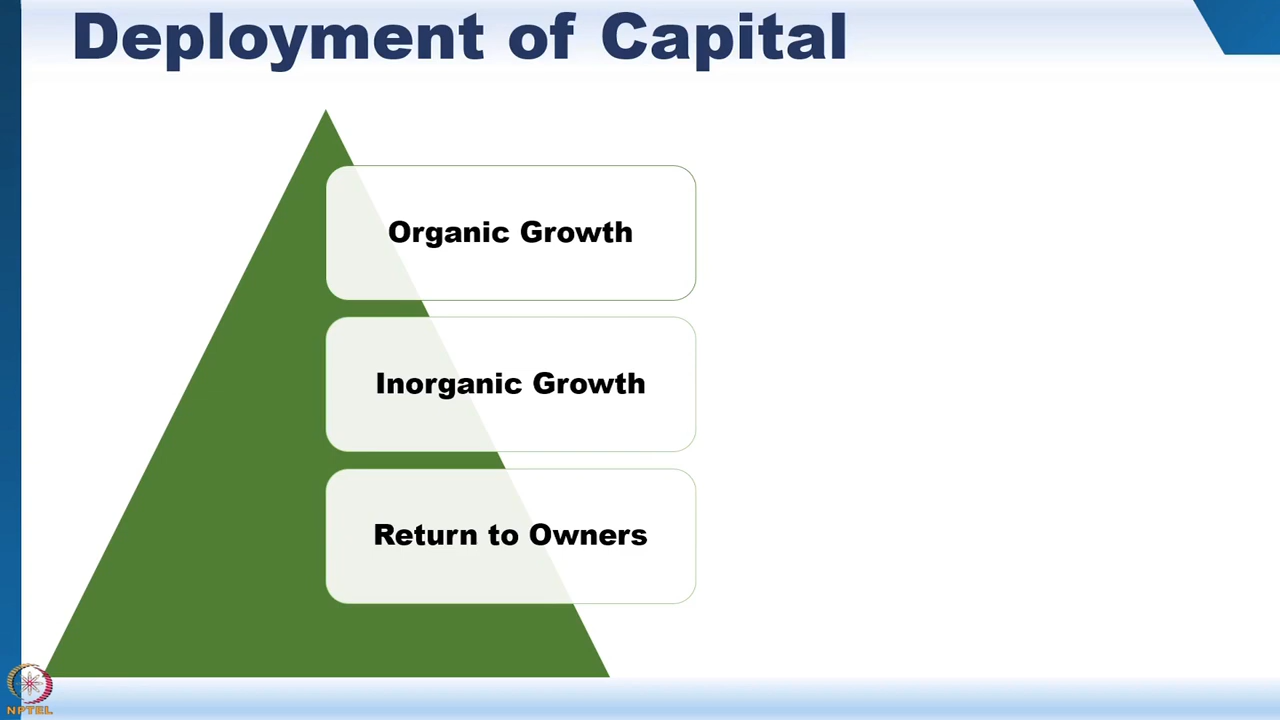 Deployment of Capital
Organic Growth
Inorganic Growth
Return to Owners
NPTEL